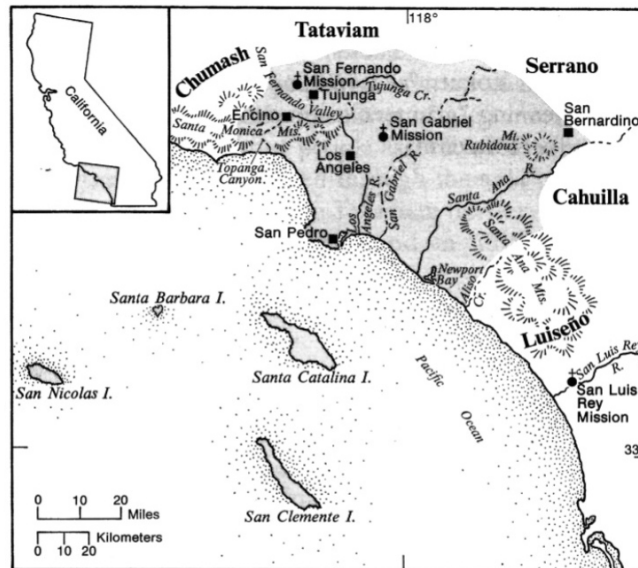 118°
Tataviam
Chumash
Serrano
San Fernando
Mission
Tujunga
Tujunga Cr.
San
Fernando
Valley
Encino
San Gabriel
Mission
San
Bernardino
Santa
Monica
Mts.
Mt.
Rubidoux
Topanga
Canyon
Los
Angeles
Los
Angeles R.
San Gabriel R.
Santa Ana R.
Cahuilla
San Pedro
Santa
Ana
Mts.
Newport
Bay
Aliso
Cr.
Luiseño
Santa Barbara I.
Santa Catalina I.
San Nicolas I.
San Clemente I.
Pacific
Ocean
San Luis Rey
R.
San Luis
Rey
Mission
33
0 10 20
Miles
0 10 20
Kilometers
California